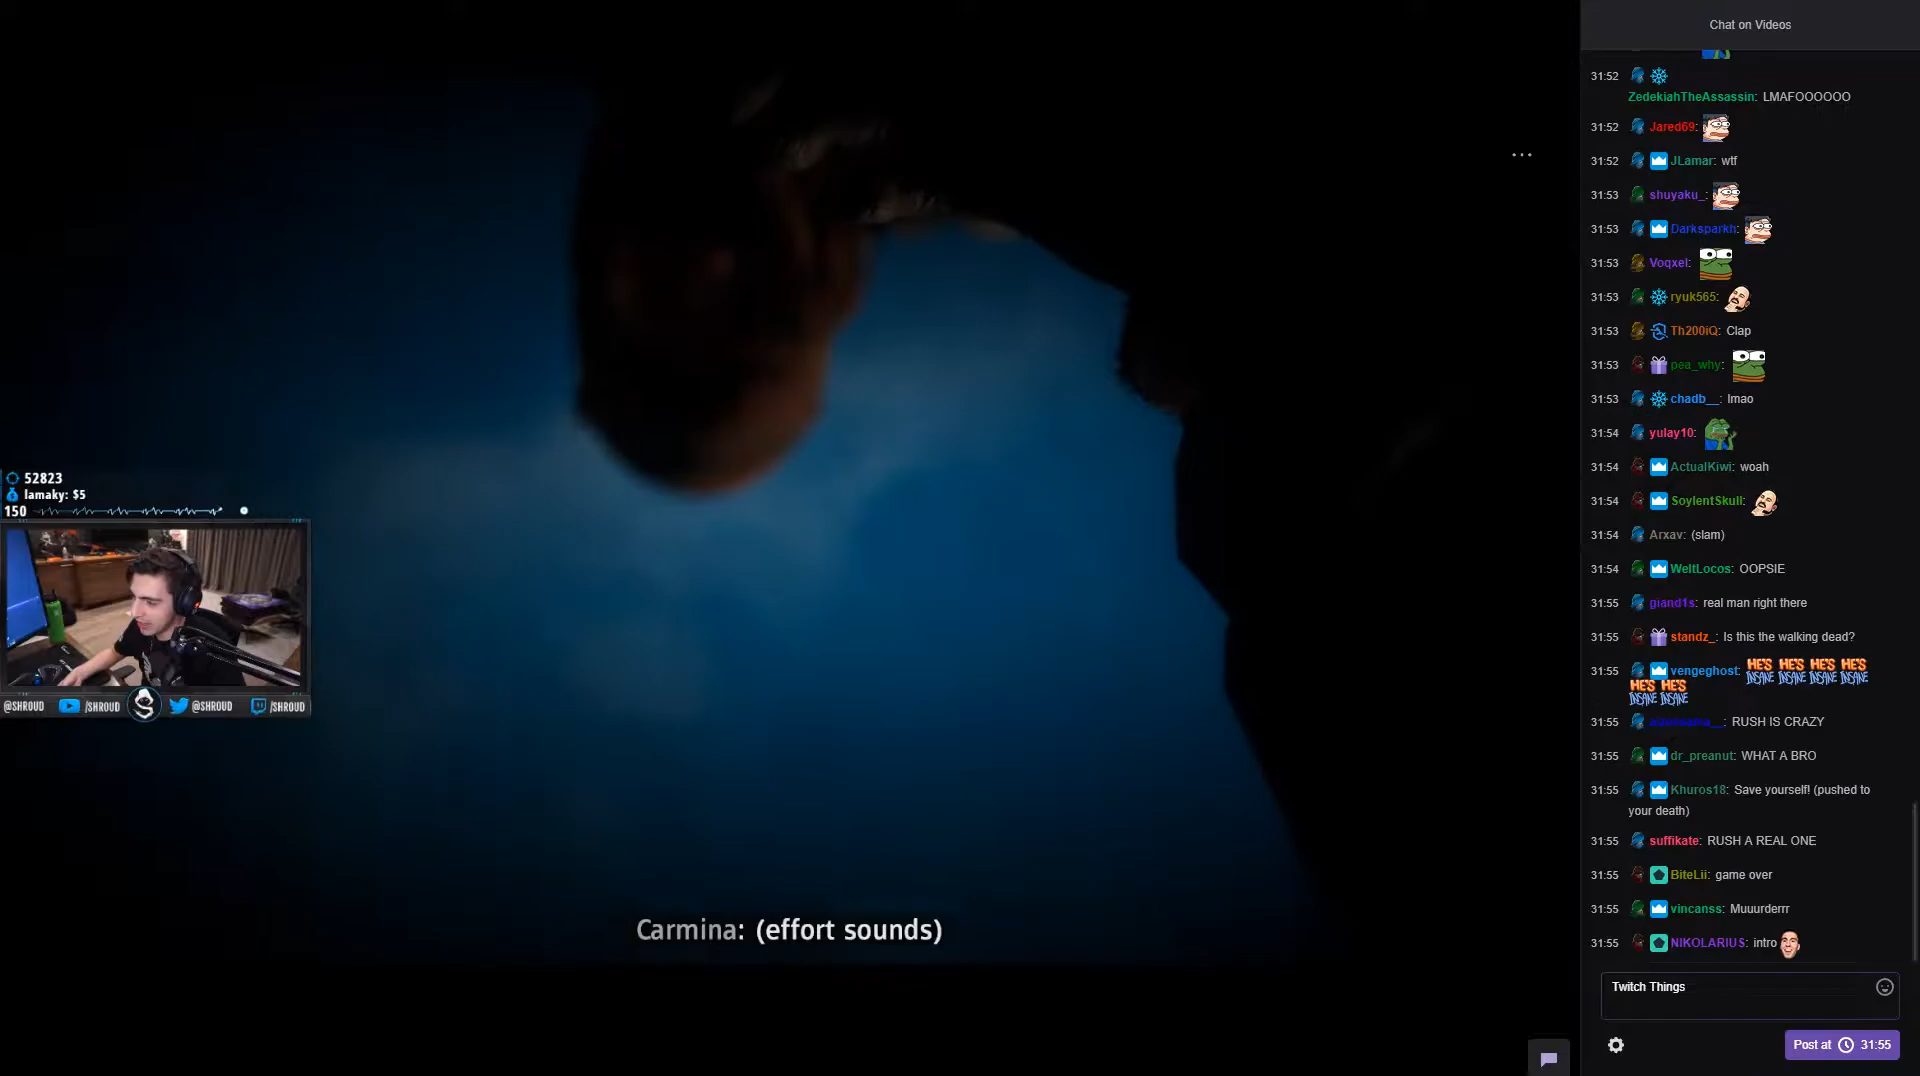 Chat on Videos
31:52
ZedekiahTheAssassin: LMAFOOOOOO
31:52 Jared69:
31:52 JLamar: wtf
31:53 shuyaku_:
31:53 Darksparkh:
31:53 Voqxel:
31:53 ryuk565:
31:53 Th200iQ: Clap
31:53 pea_why:
31:53 chadb__: lmao
31:54 yulay10:
31:54 ActualKiwi: woah
31:54 SoylentSkull:
31:54 Arxav: (slam)
31:54 WeltLocos: OOPSIE
31:55 giand1s: real man right there
31:55 standz_: Is this the walking dead?
31:55 vengeghost: HE'S INSANE HE'S INSANE HE'S INSANE HE'S INSANE
HE'S INSANE HE'S INSANE
31:55 RUSH IS CRAZY
31:55 dr_preanut: WHAT A BRO
31:55 Khuros18: Save yourself! (pushed to
your death)
31:55 suffikate: RUSH A REAL ONE
31:55 BiteLii: game over
31:55 vincanss: Muuurderrr
31:55 NIKOLARIUS: intro
Twitch Things
Post at 31:55
52823
lamaky: $5
150
@SHROUD /SHROUD @SHROUD /SHROUD
Carmina: (effort sounds)